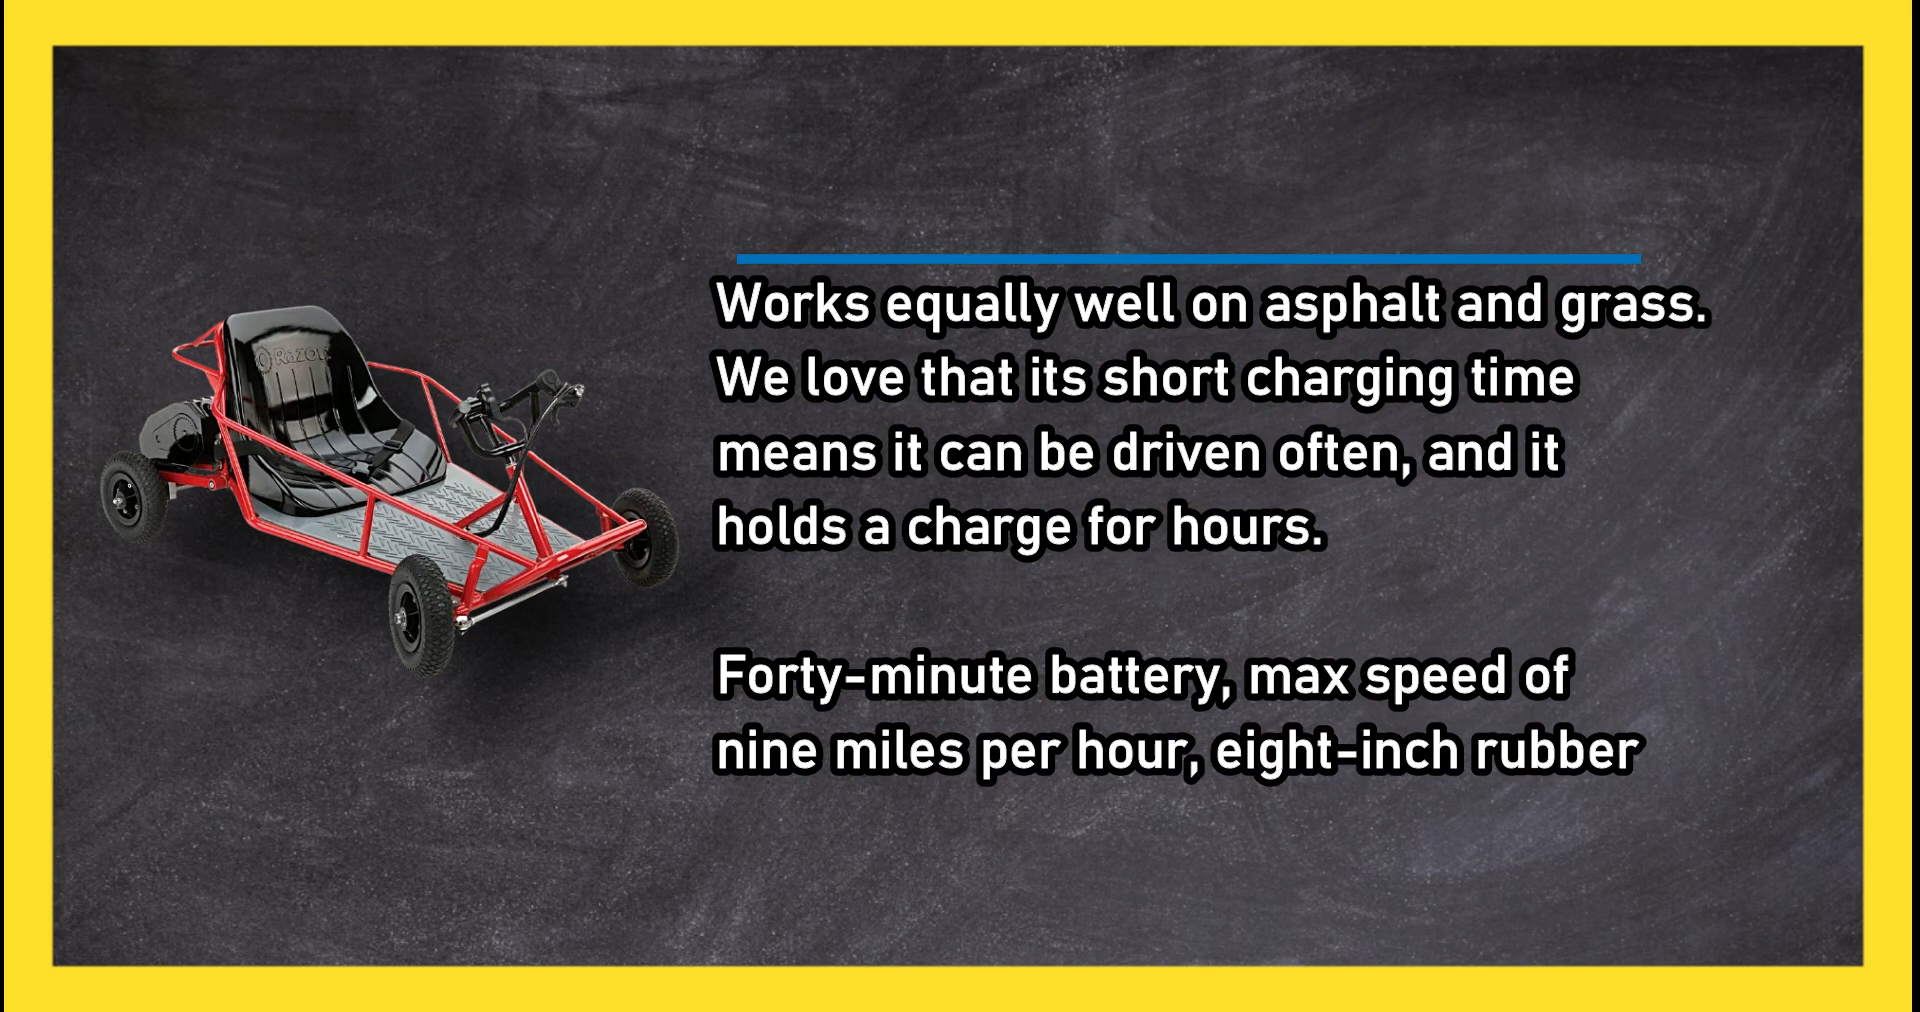 Razor
Works equally well on asphalt and grass.
We love that its short charging time
means it can be driven often, and it
holds a charge for hours.
Forty-minute battery, max speed of
nine miles per hour, eight-inch rubber